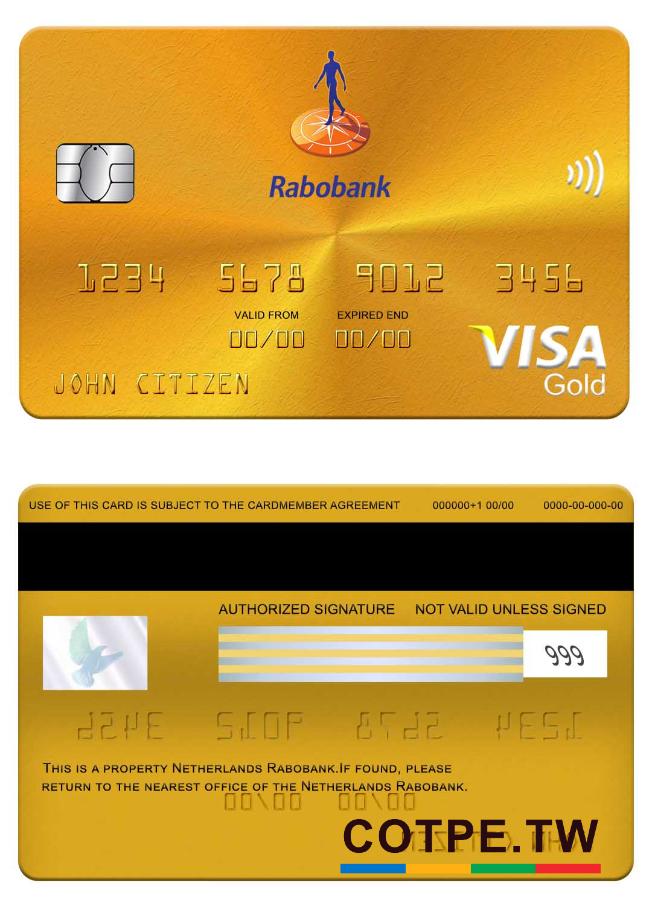 Rabobank
1234 5678 9012 3456
VALID FROM EXPIRED END
00/00 00/00
JOHN CITIZEN
VISA
Gold
USE OF THIS CARD IS SUBJECT TO THE CARDMEMBER AGREEMENT 000000+1 00/00 0000-00-000-00
AUTHORIZED SIGNATURE NOT VALID UNLESS SIGNED
999
THIS IS A PROPERTY NETHERLANDS RABOBANK.IF FOUND, PLEASE
RETURN TO THE NEAREST OFFICE OF THE NETHERLANDS RABOBANK.
COTPE.TW